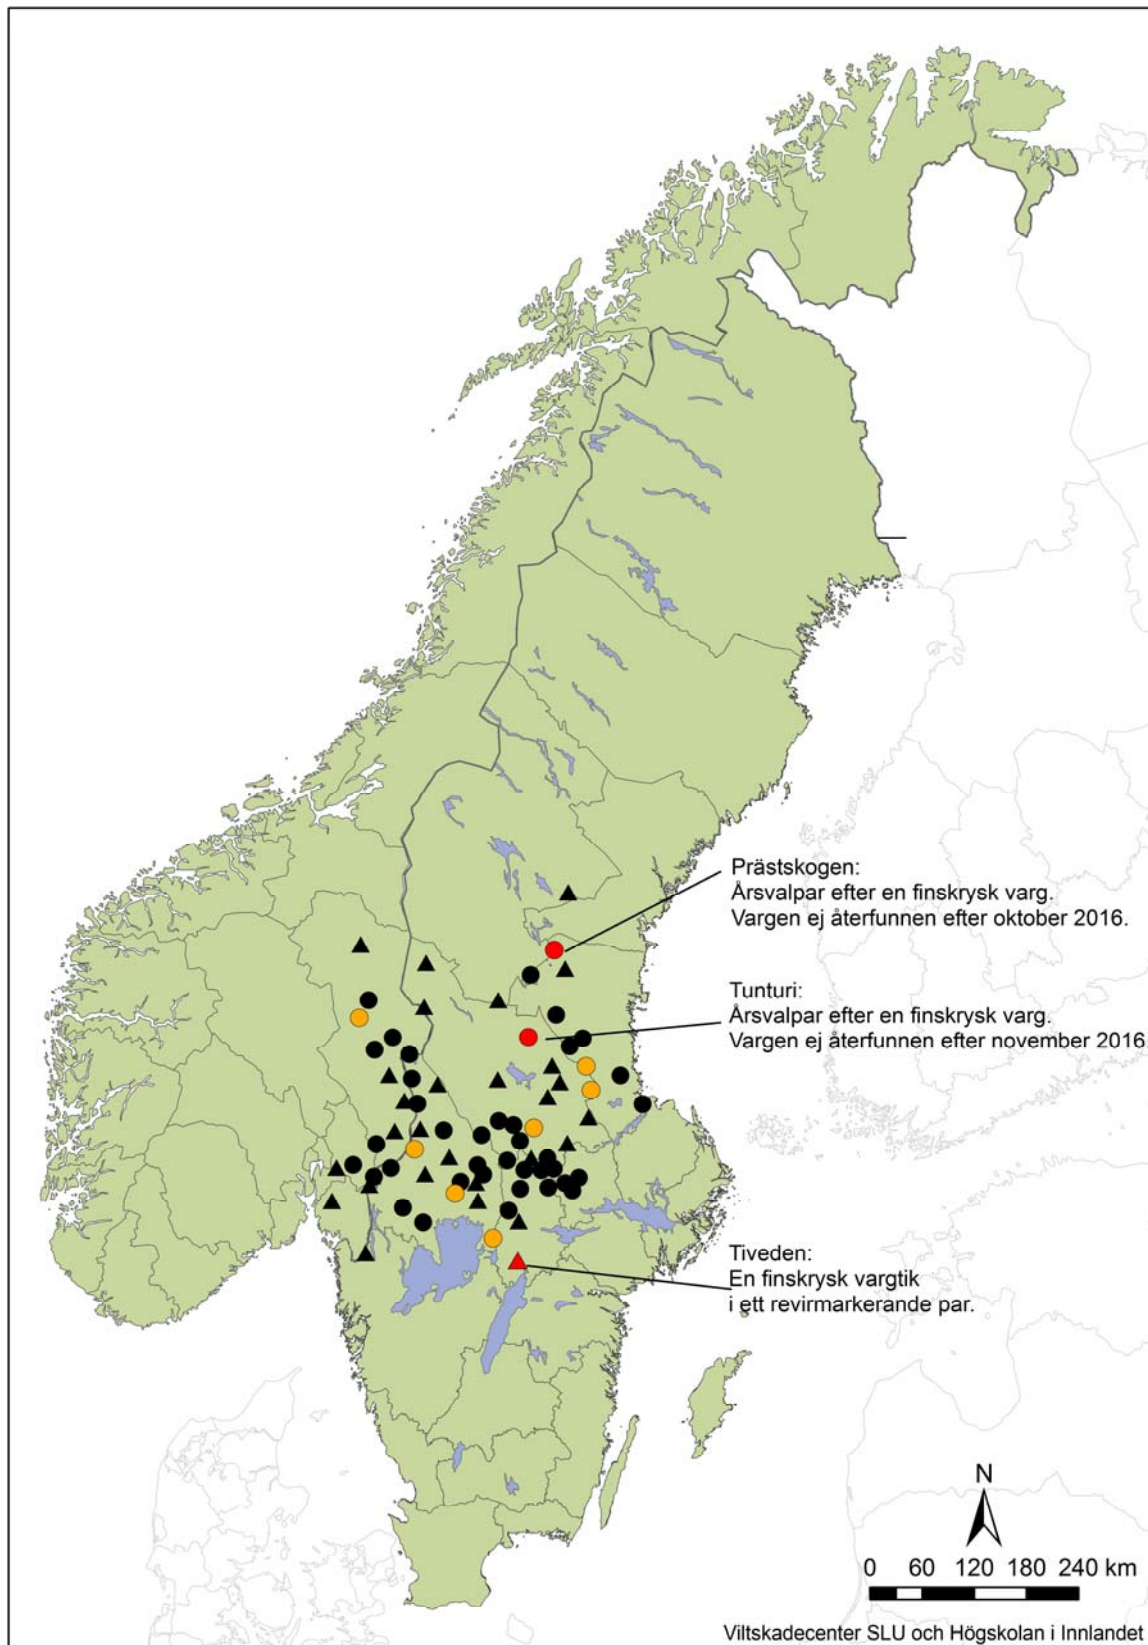 Prästskogen:
Årsvalpar efter en finskrysk varg.
Vargen ej återfunnen efter oktober 2016.
Tunturi:
Årsvalpar efter en finskrysk varg.
Vargen ej återfunnen efter november 2016
Tiveden:
En finskrysk vargtik
i ett revirmarkerande par.
N
0 60 120 180 240 km
Viltskadecenter SLU och Högskolan i Innlandet